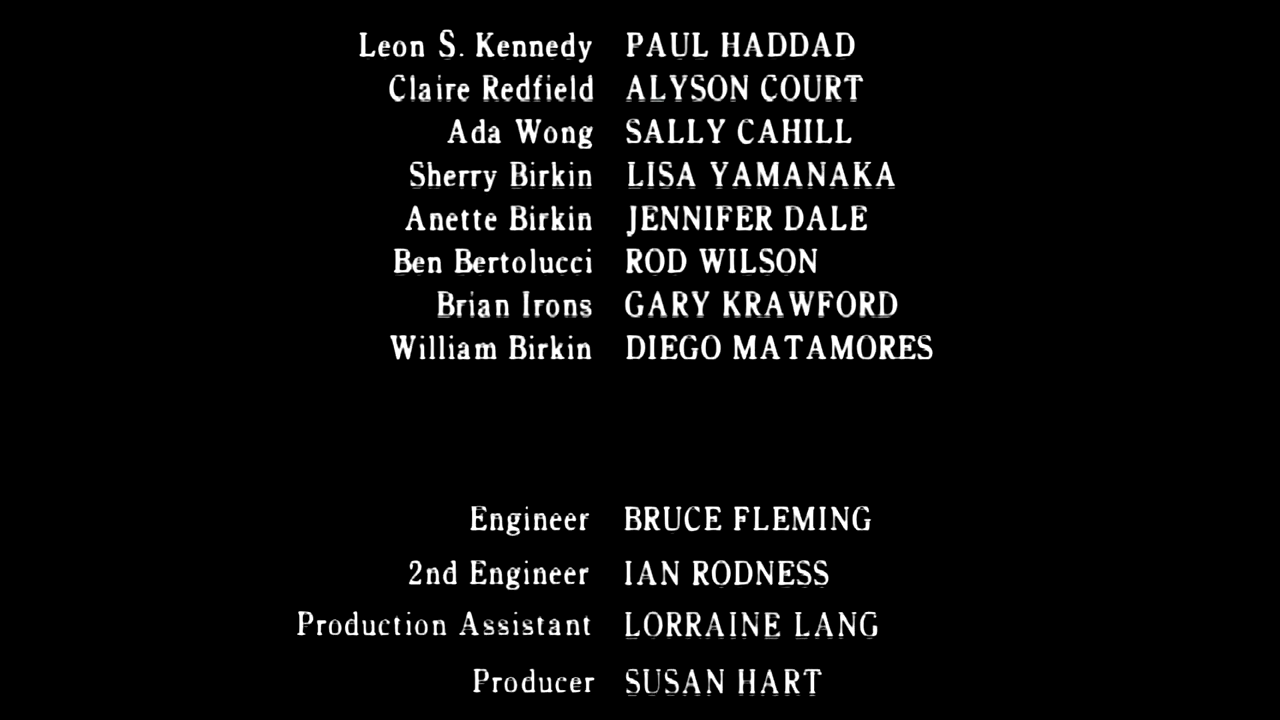 Leon S. Kennedy PAUL HADDAD
Claire Redfield ALYSON COURT
Ada Wong SALLY CAHILL
Sherry Birkin LISA YAMANAKA
Anette Birkin JENNIFER DALE
Ben Bertolucci ROD WILSON
Brian Irons GARY KRAWFORD
William Birkin DIEGO MATAMORES
Engineer BRUCE FLEMING
2nd Engineer IAN RODNESS
Production Assistant LORRAINE LANG
Producer SUSAN HART